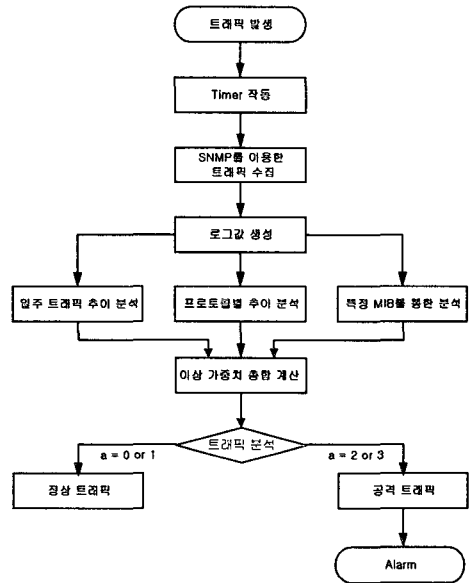 트래픽 발생
Timer 작동
SNMP를 이용한
트래픽 수집
로그값 생성
일주 트래픽 추이 분석
프로토콜별 추이 분석
특정 MIB를 통한 분석
이상 가중치 총합 계산
트래픽 분석
a = 0 or 1
a = 2 or 3
정상 트래픽
공격 트래픽
Alarm